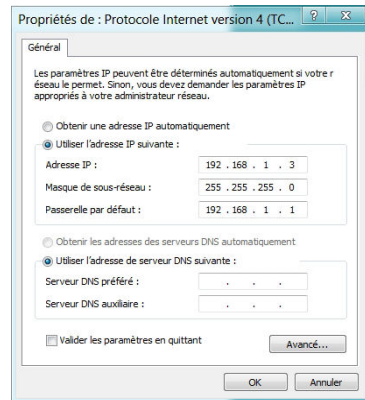 Propriétés de : Protocole Internet version 4 (TC...
Général
Les paramètres IP peuvent être déterminés automatiquement si votre r
éseau le permet. Sinon, vous devez demander les paramètres IP
appropriés à votre administrateur réseau.
Obtenir une adresse IP automatiquement
Utiliser l'adresse IP suivante :
Adresse IP : 192 . 168 . 1 . 3
Masque de sous-réseau : 255 . 255 . 255 . 0
Passerelle par défaut : 192 . 168 . 1 . 1
Obtenir les adresses des serveurs DNS automatiquement
Utiliser l'adresse de serveur DNS suivante :
Serveur DNS préféré : . . .
Serveur DNS auxiliaire : . . .
Valider les paramètres en quittant
Avancé...
OK Annuler